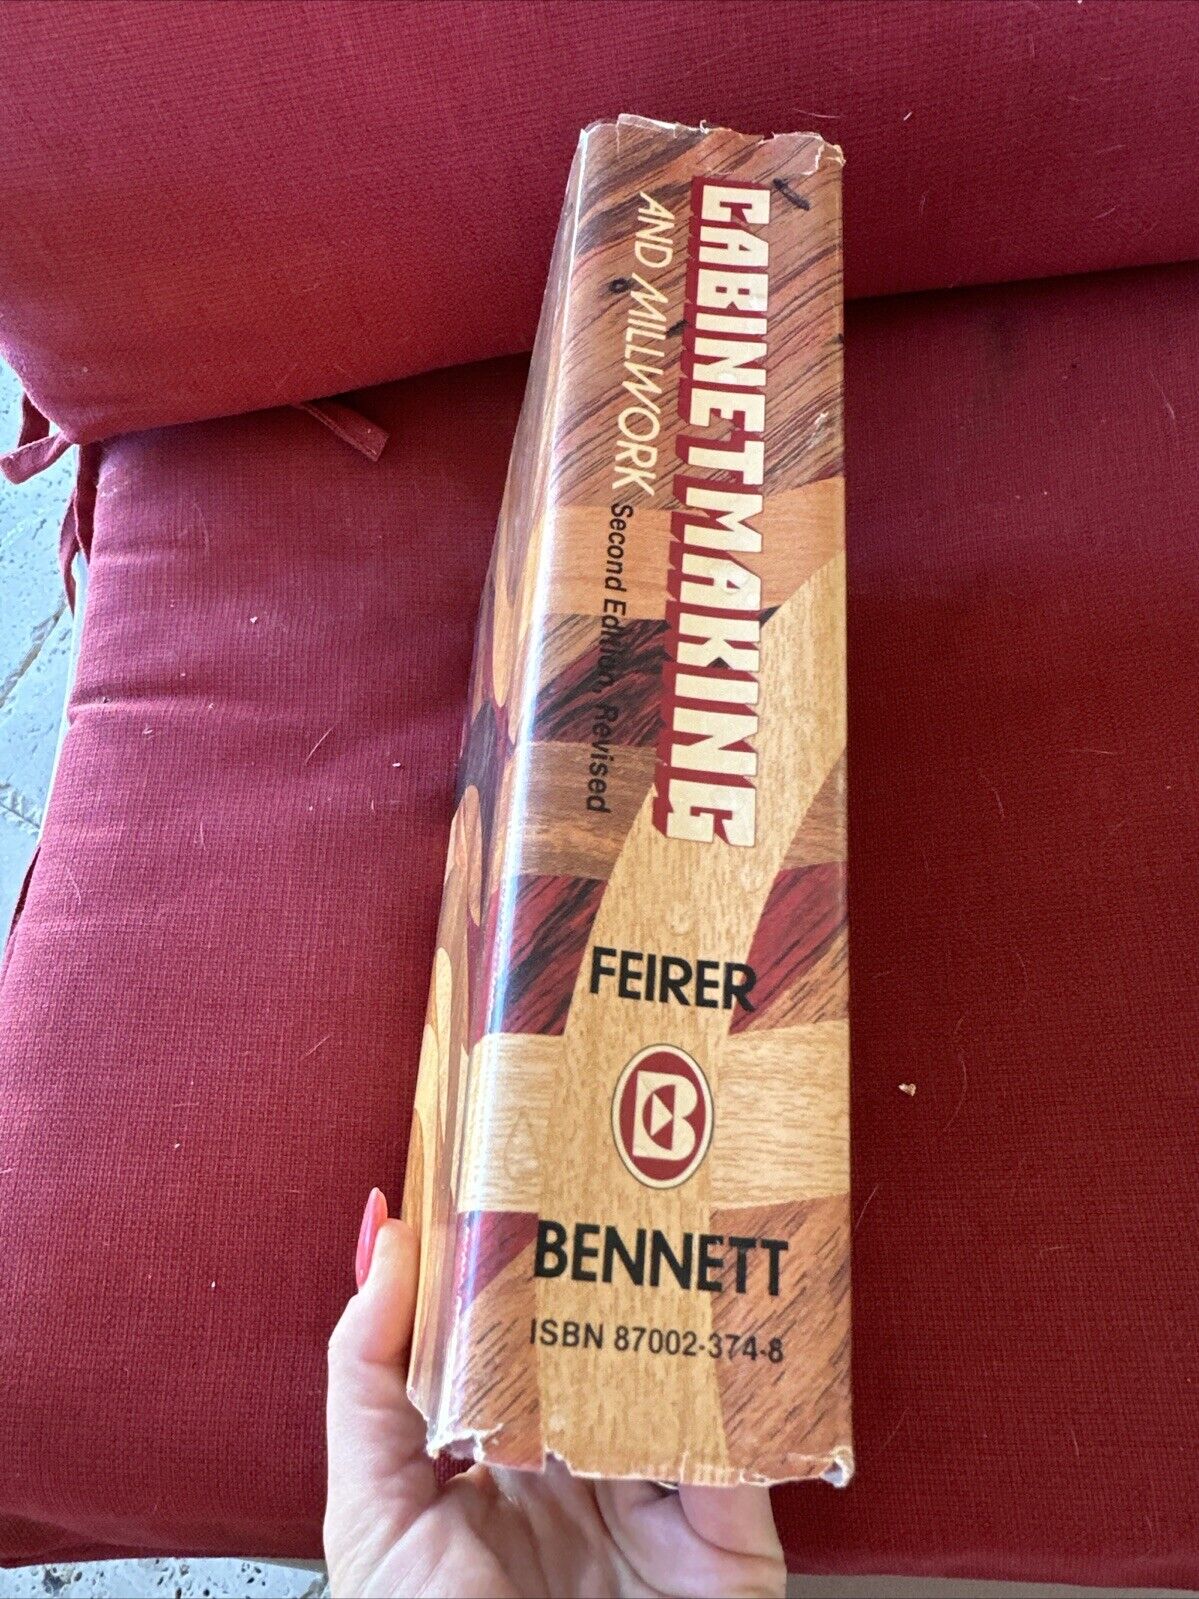 CABINETMAKING
AND MILLWORK Second Edition, Revised
FEIRER
BENNETT
ISBN 87002-374-8